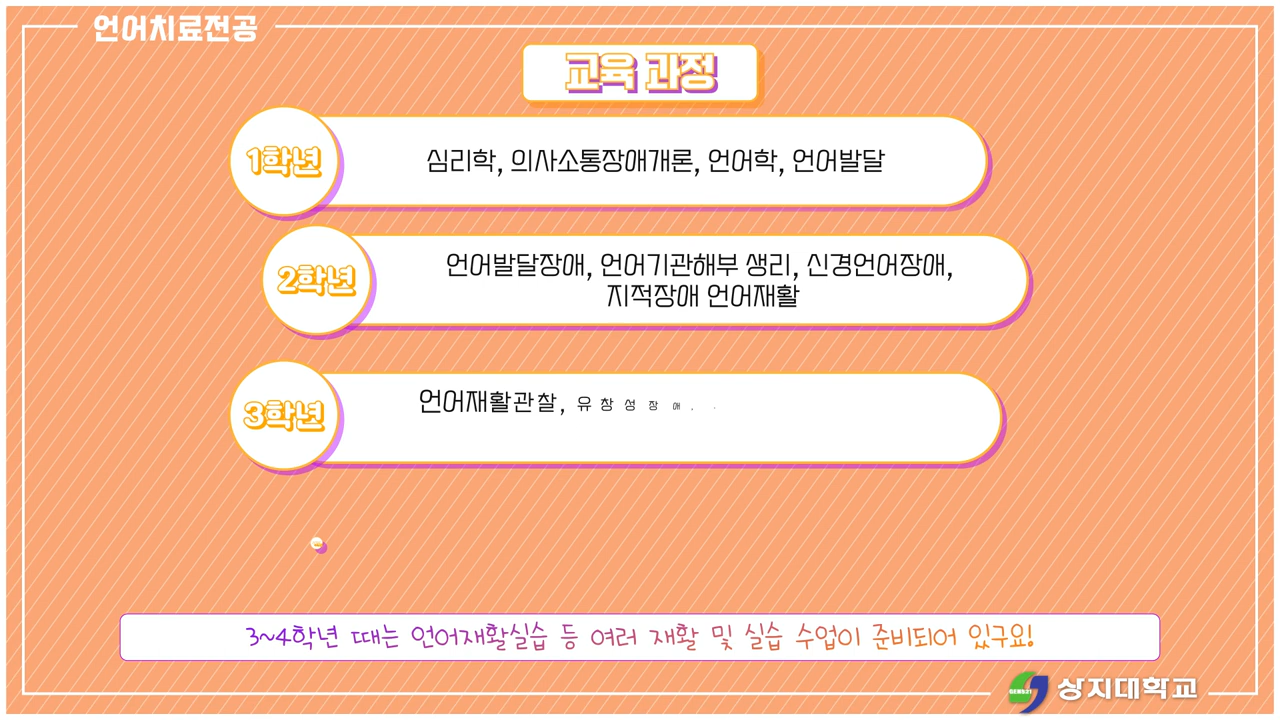 언어치료전공
교육 과정
1학년
심리학, 의사소통장애개론, 언어학, 언어발달
2학년
언어발달장애, 언어기관해부 생리, 신경언어장애,
지적장애 언어재활
3학년
언어재활관찰, 유창성장애,
3~4학년 때는 언어재활실습 등 여러 재활 및 실습 수업이 준비되어 있구요!
상지대학교